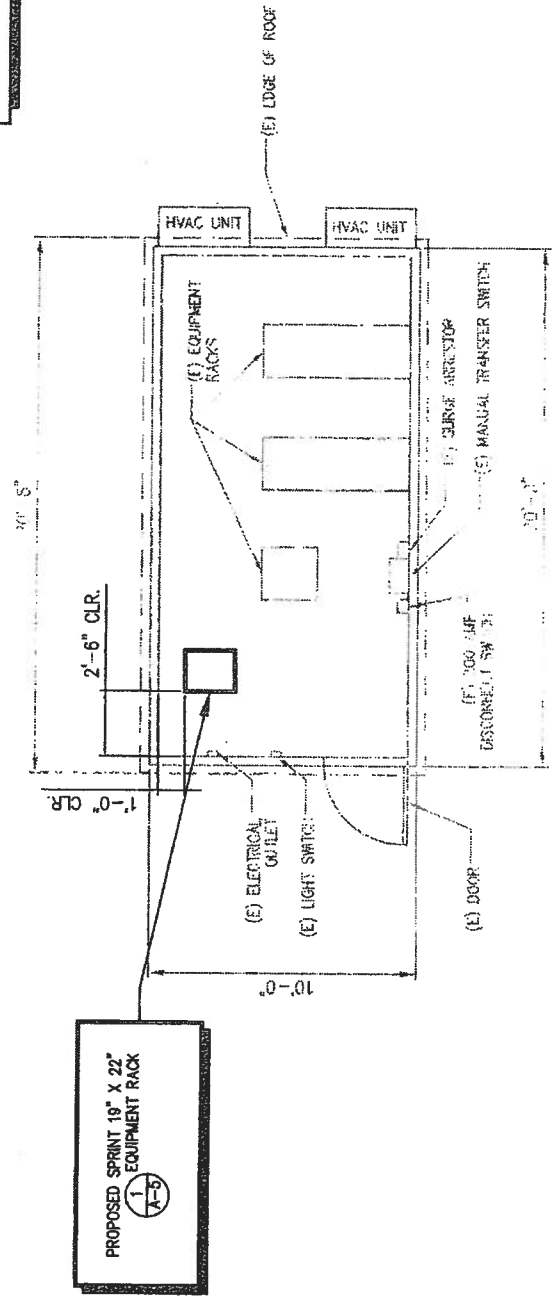 (E) EDGE OF ROOF
HVAC UNIT
HVAC UNIT
(E) EQUIPMENT
RACKS
2'-6" CLR.
1'-0" CLR.
(E) SURGE ARRESTOR
(E) MANUAL TRANSFER SWITCH
DISCONNECT SWITCH
(E) ELECTRICAL
OUTLET
(E) LIGHT SWITCH
(E) DOOR
10'-0"
PROPOSED SPRINT 19" X 22"
EQUIPMENT RACK
1
A-5